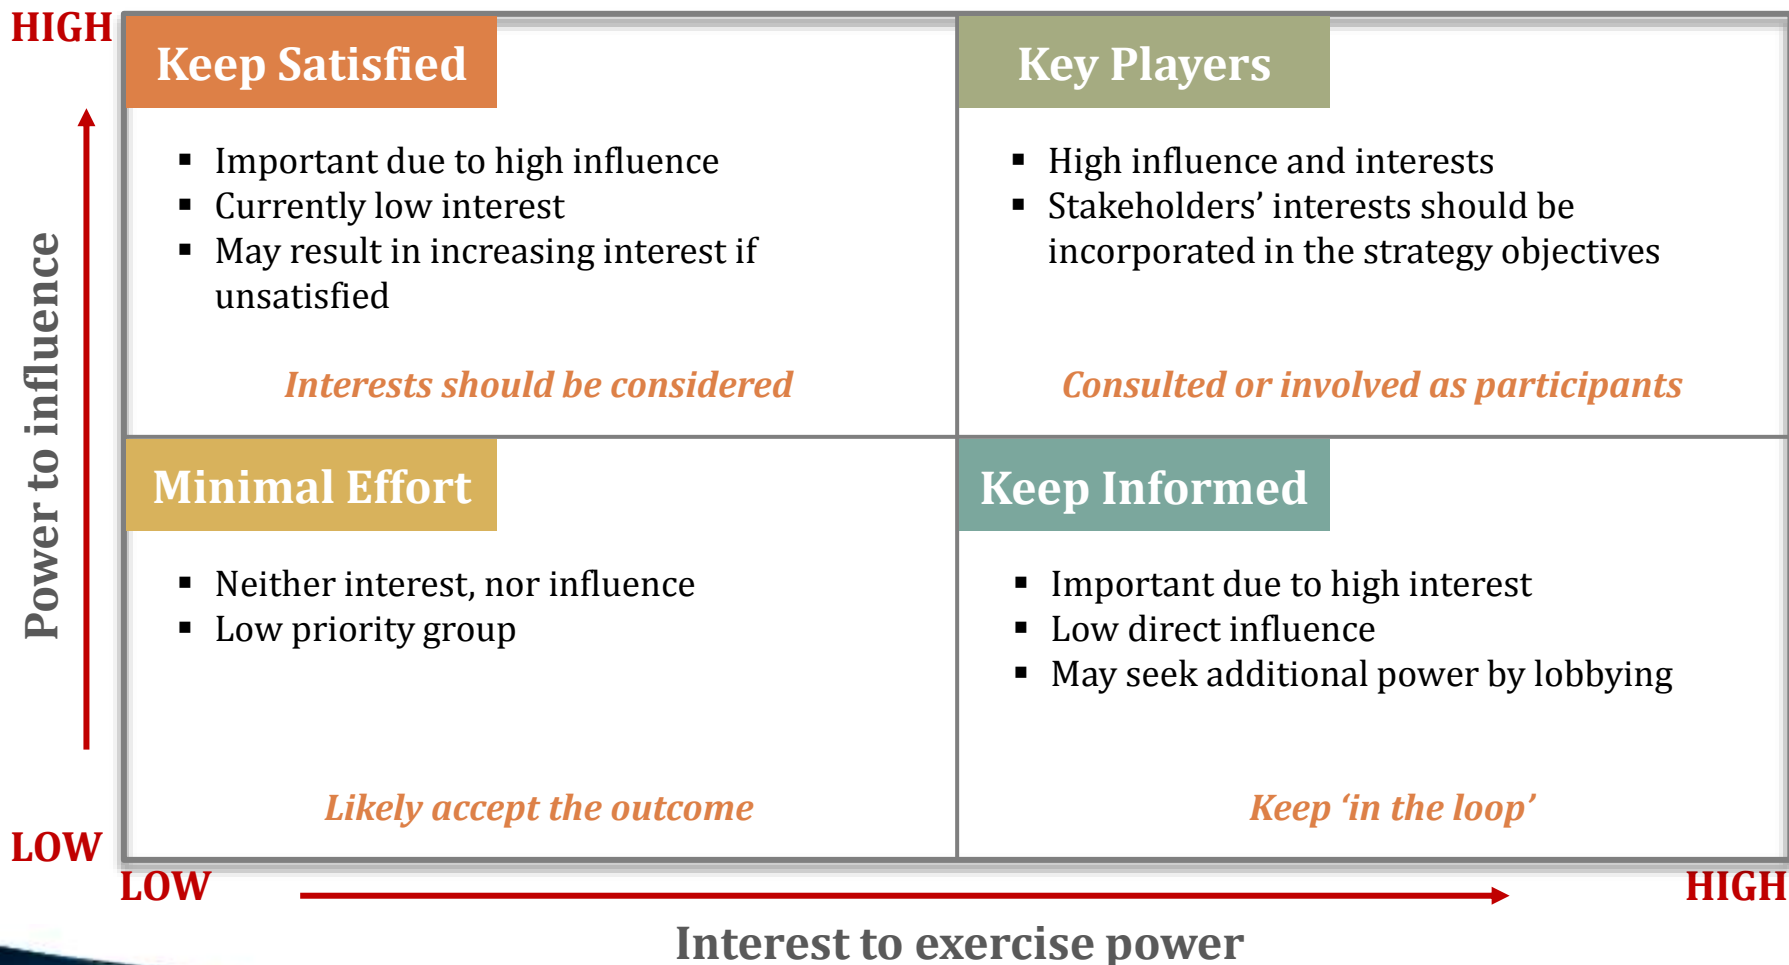 HIGH
Keep Satisfied
▪ Important due to high influence
▪ Currently low interest
▪ May result in increasing interest if
unsatisfied
Interests should be considered
Key Players
▪ High influence and interests
▪ Stakeholders’ interests should be
incorporated in the strategy objectives
Consulted or involved as participants
Power to influence
Minimal Effort
▪ Neither interest, nor influence
▪ Low priority group
Likely accept the outcome
Keep Informed
▪ Important due to high interest
▪ Low direct influence
▪ May seek additional power by lobbying
Keep ‘in the loop’
LOW
LOW
HIGH
Interest to exercise power